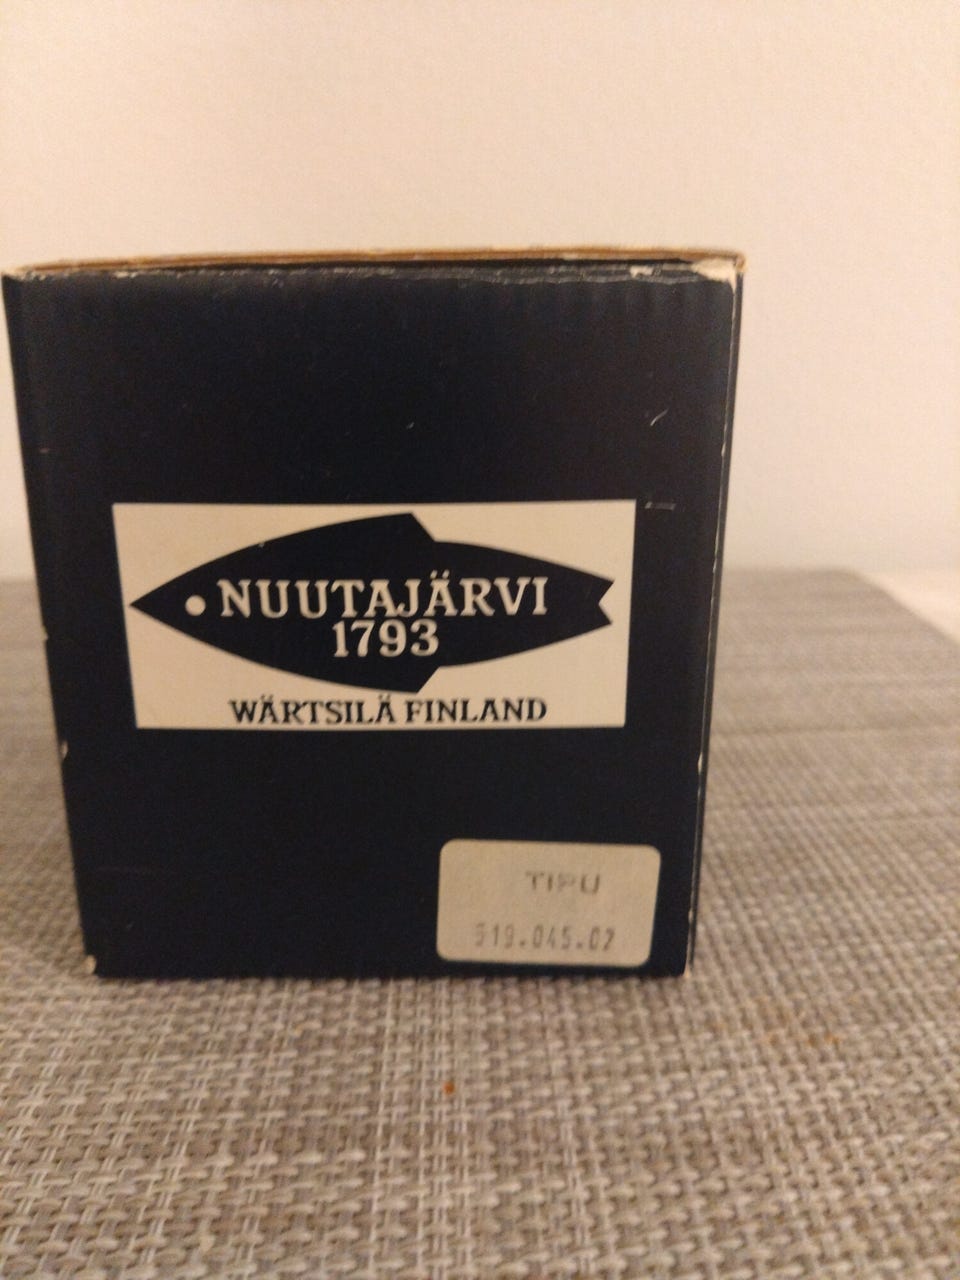 NUUTAJÄRVI
1793
WÄRTSILÄ FINLAND
TIPU
519.045.02